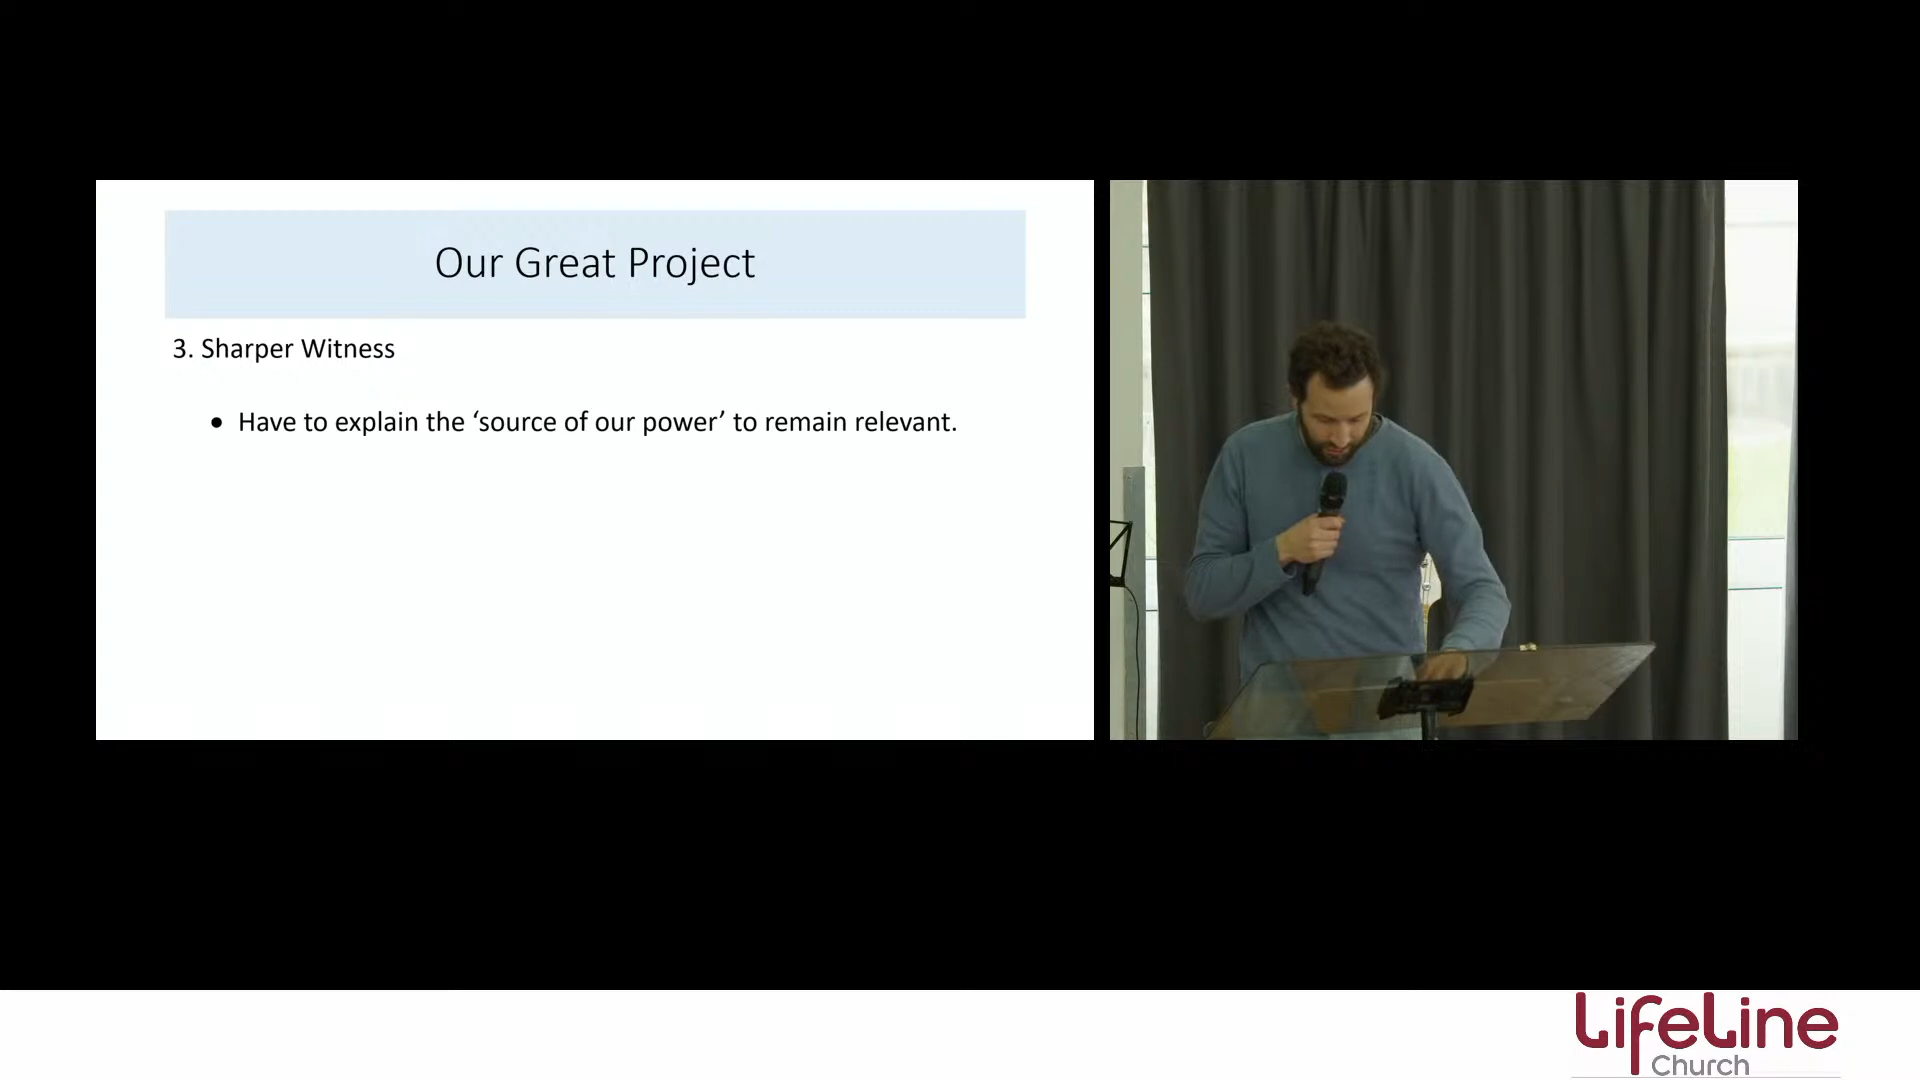 Our Great Project
3. Sharper Witness
• Have to explain the ‘source of our power’ to remain relevant.
LifeLine
Church